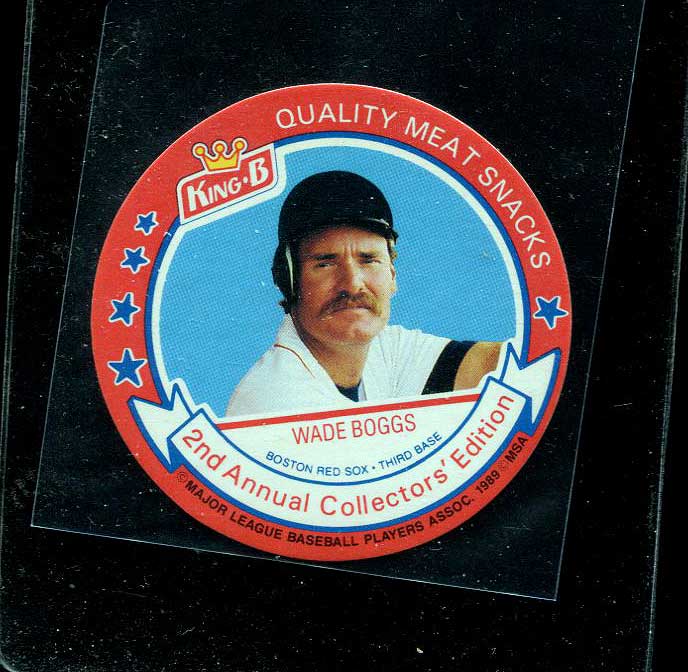 QUALITY MEAT SNACKS
KING·B
WADE BOGGS
BOSTON RED SOX • THIRD BASE
2nd Annual Collectors' Edition
©MAJOR LEAGUE BASEBALL PLAYERS ASSOC. 1989 ©MSA